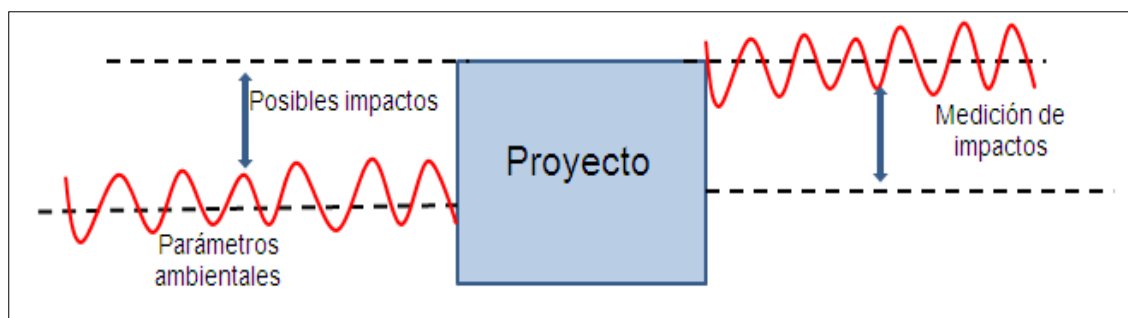 Posibles impactos
Parámetros
ambientales
Proyecto
Medición de
impactos